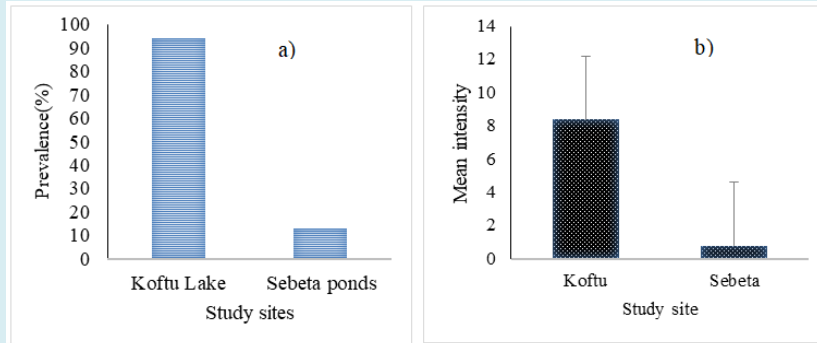 a)
Prevalence(%)
100
90
80
70
60
50
40
30
20
10
0
Koftu Lake Sebeta ponds
Study sites
b)
Mean intensity
14
12
10
8
6
4
2
0
Koftu Sebeta
Study site